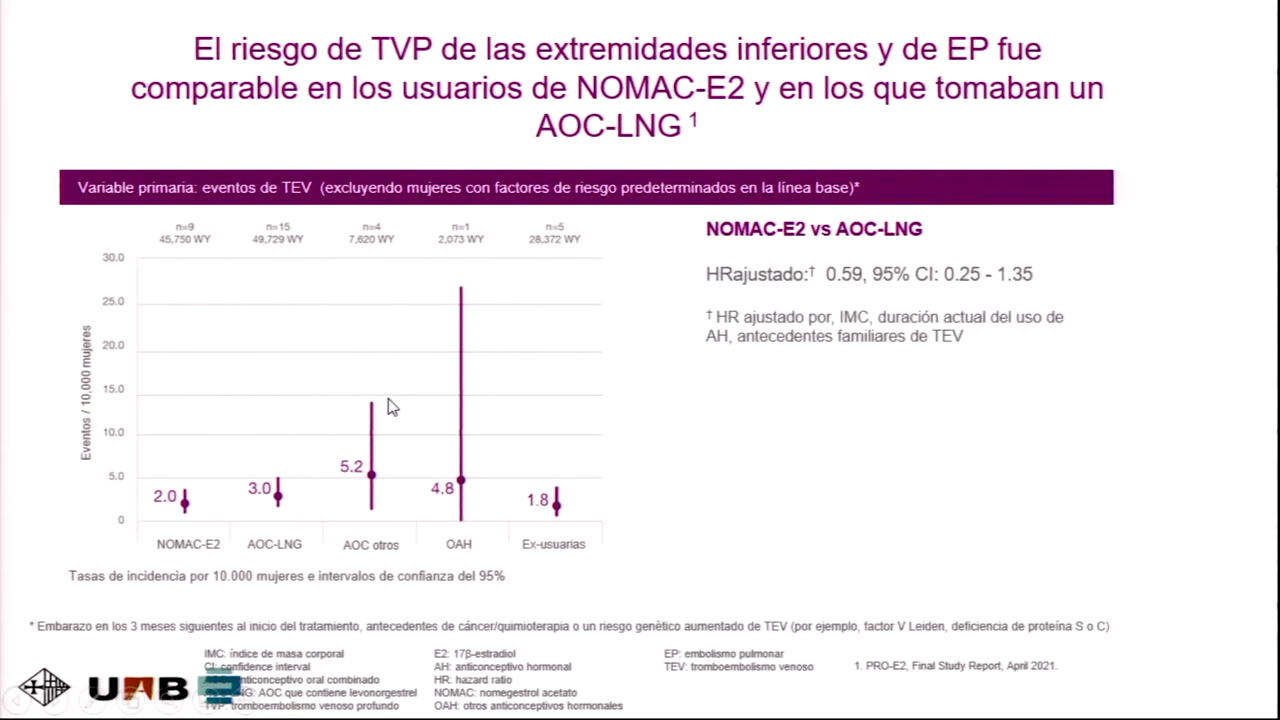 El riesgo de TVP de las extremidades inferiores y de EP fue
comparable en los usuarios de NOMAC-E2 y en los que tomaban un
AOC-LNG 1
Variable primaria: eventos de TEV (excluyendo mujeres con factores de riesgo predeterminados en la línea base)*
n=9 n=15 n=4 n=1 n=5
45,750 WY 49,729 WY 7,620 WY 2,073 WY 28,372 WY
30.0
25.0
20.0
15.0
10.0
5.0
0
Eventos / 10,000 mujeres
2.0
3.0
5.2
4.8
1.8
NOMAC-E2 AOC-LNG AOC otros OAH Ex-usuarias
Tasas de incidencia por 10.000 mujeres e intervalos de confianza del 95%
NOMAC-E2 vs AOC-LNG
HRajustado:† 0.59, 95% CI: 0.25 - 1.35
† HR ajustado por, IMC, duración actual del uso de
AH, antecedentes familiares de TEV
* Embarazo en los 3 meses siguientes al inicio del tratamiento, antecedentes de cáncer/quimioterapia o un riesgo genético aumentado de TEV (por ejemplo, factor V Leiden, deficiencia de proteína S o C)
IMC: índice de masa corporal
CI: confidence interval
anticonceptivo oral combinado
AOC que contiene levonorgestrel
TVP: tromboembolismo venoso profundo
E2: 17β-estradiol
AH: anticonceptivo hormonal
HR: hazard ratio
NOMAC: nomegestrol acetato
OAH: otros anticonceptivos hormonales
EP: embolismo pulmonar
TEV: tromboembolismo venoso
1. PRO-E2, Final Study Report, April 2021.
UAB